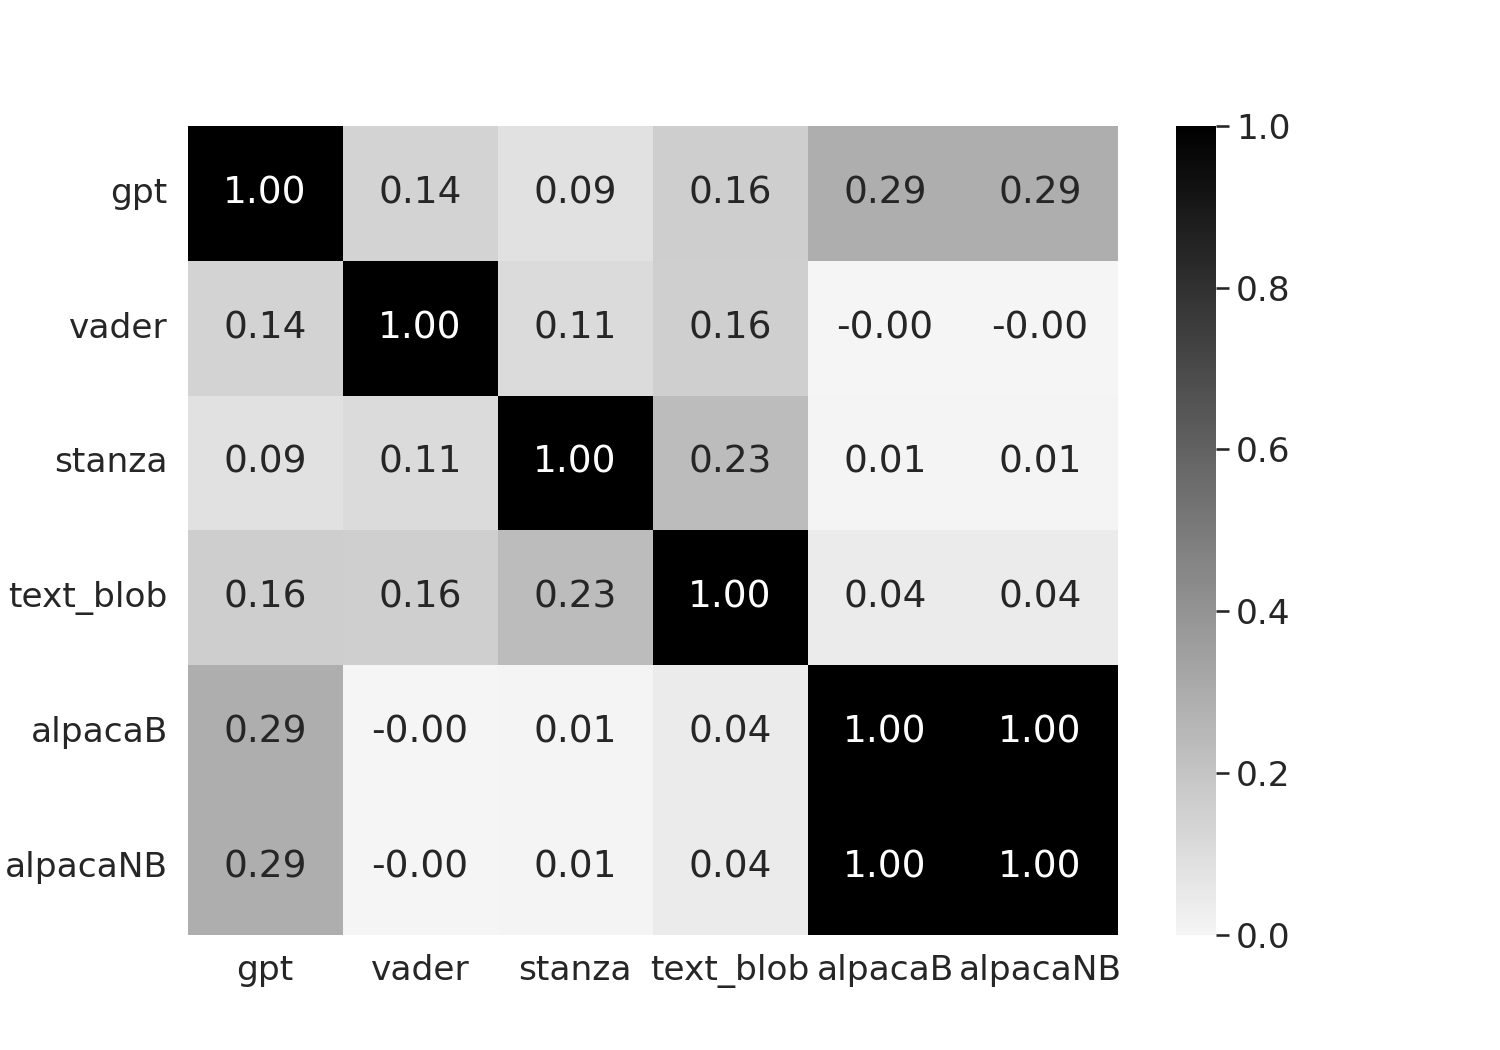 gpt 1.00 0.14 0.09 0.16 0.29 0.29
vader 0.14 1.00 0.11 0.16 -0.00 -0.00
stanza 0.09 0.11 1.00 0.23 0.01 0.01
text_blob 0.16 0.16 0.23 1.00 0.04 0.04
alpacaB 0.29 -0.00 0.01 0.04 1.00 1.00
alpacaNB 0.29 -0.00 0.01 0.04 1.00 1.00
gpt vader stanza text_blob alpacaB alpacaNB
1.0
0.8
0.6
0.4
0.2
0.0